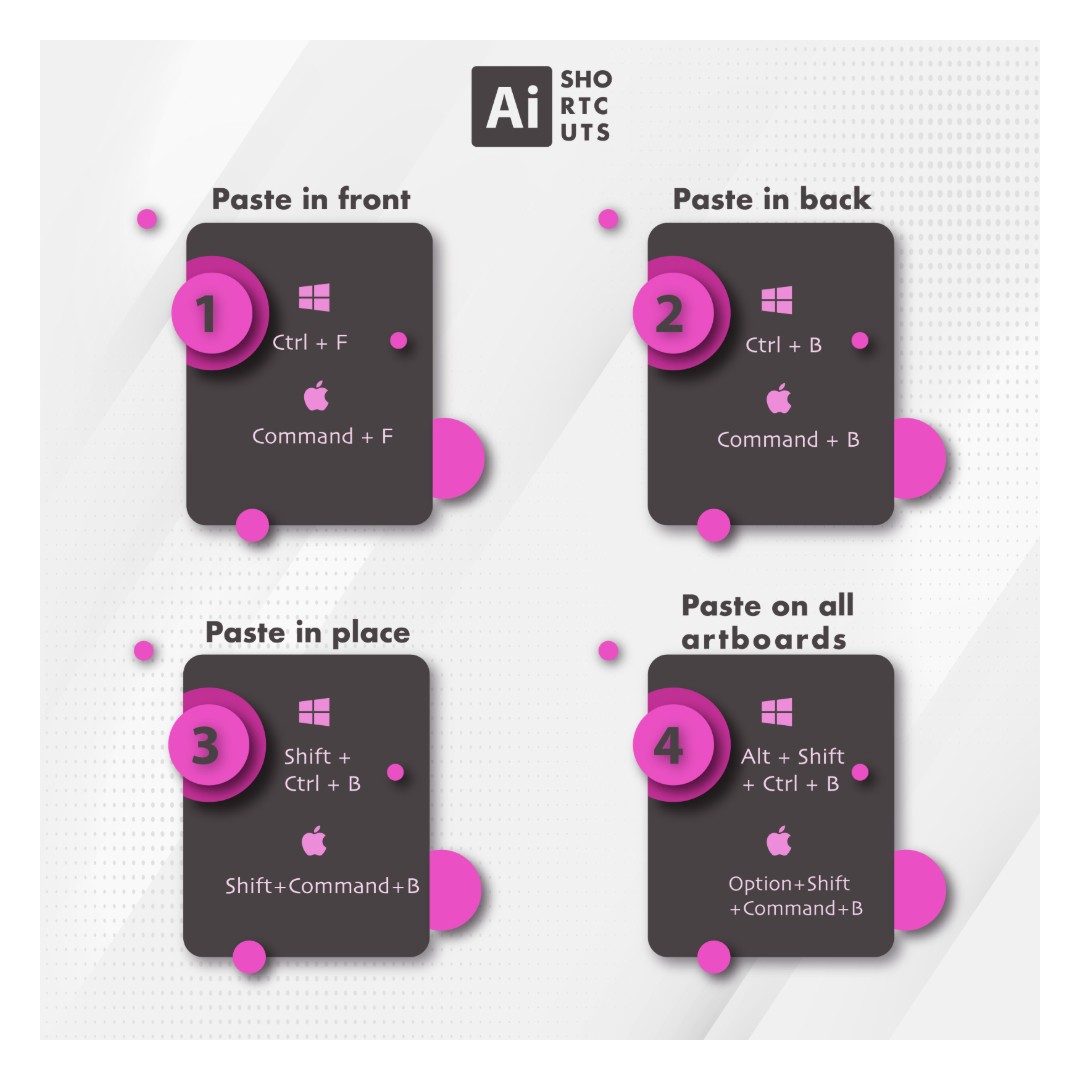 Ai
SHO
RTC
UTS
Paste in front
1
Ctrl + F
Command + F
Paste in back
2
Ctrl + B
Command + B
Paste in place
3
Shift +
Ctrl + B
Shift+Command+B
Paste on all
artboards
4
Alt + Shift
+ Ctrl + B
Option+Shift
+Command+B